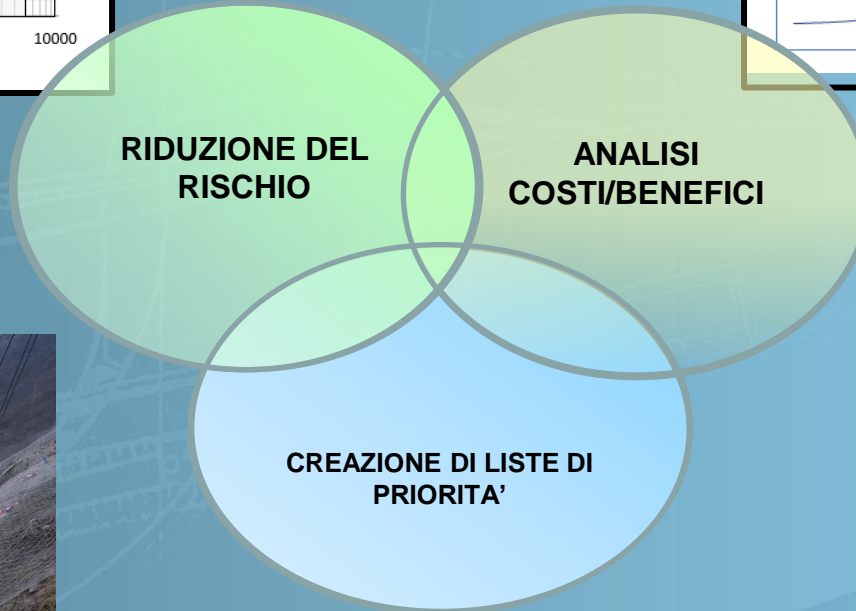 10000
RIDUZIONE DEL
RISCHIO
ANALISI
COSTI/BENEFICI
CREAZIONE DI LISTE DI
PRIORITA’